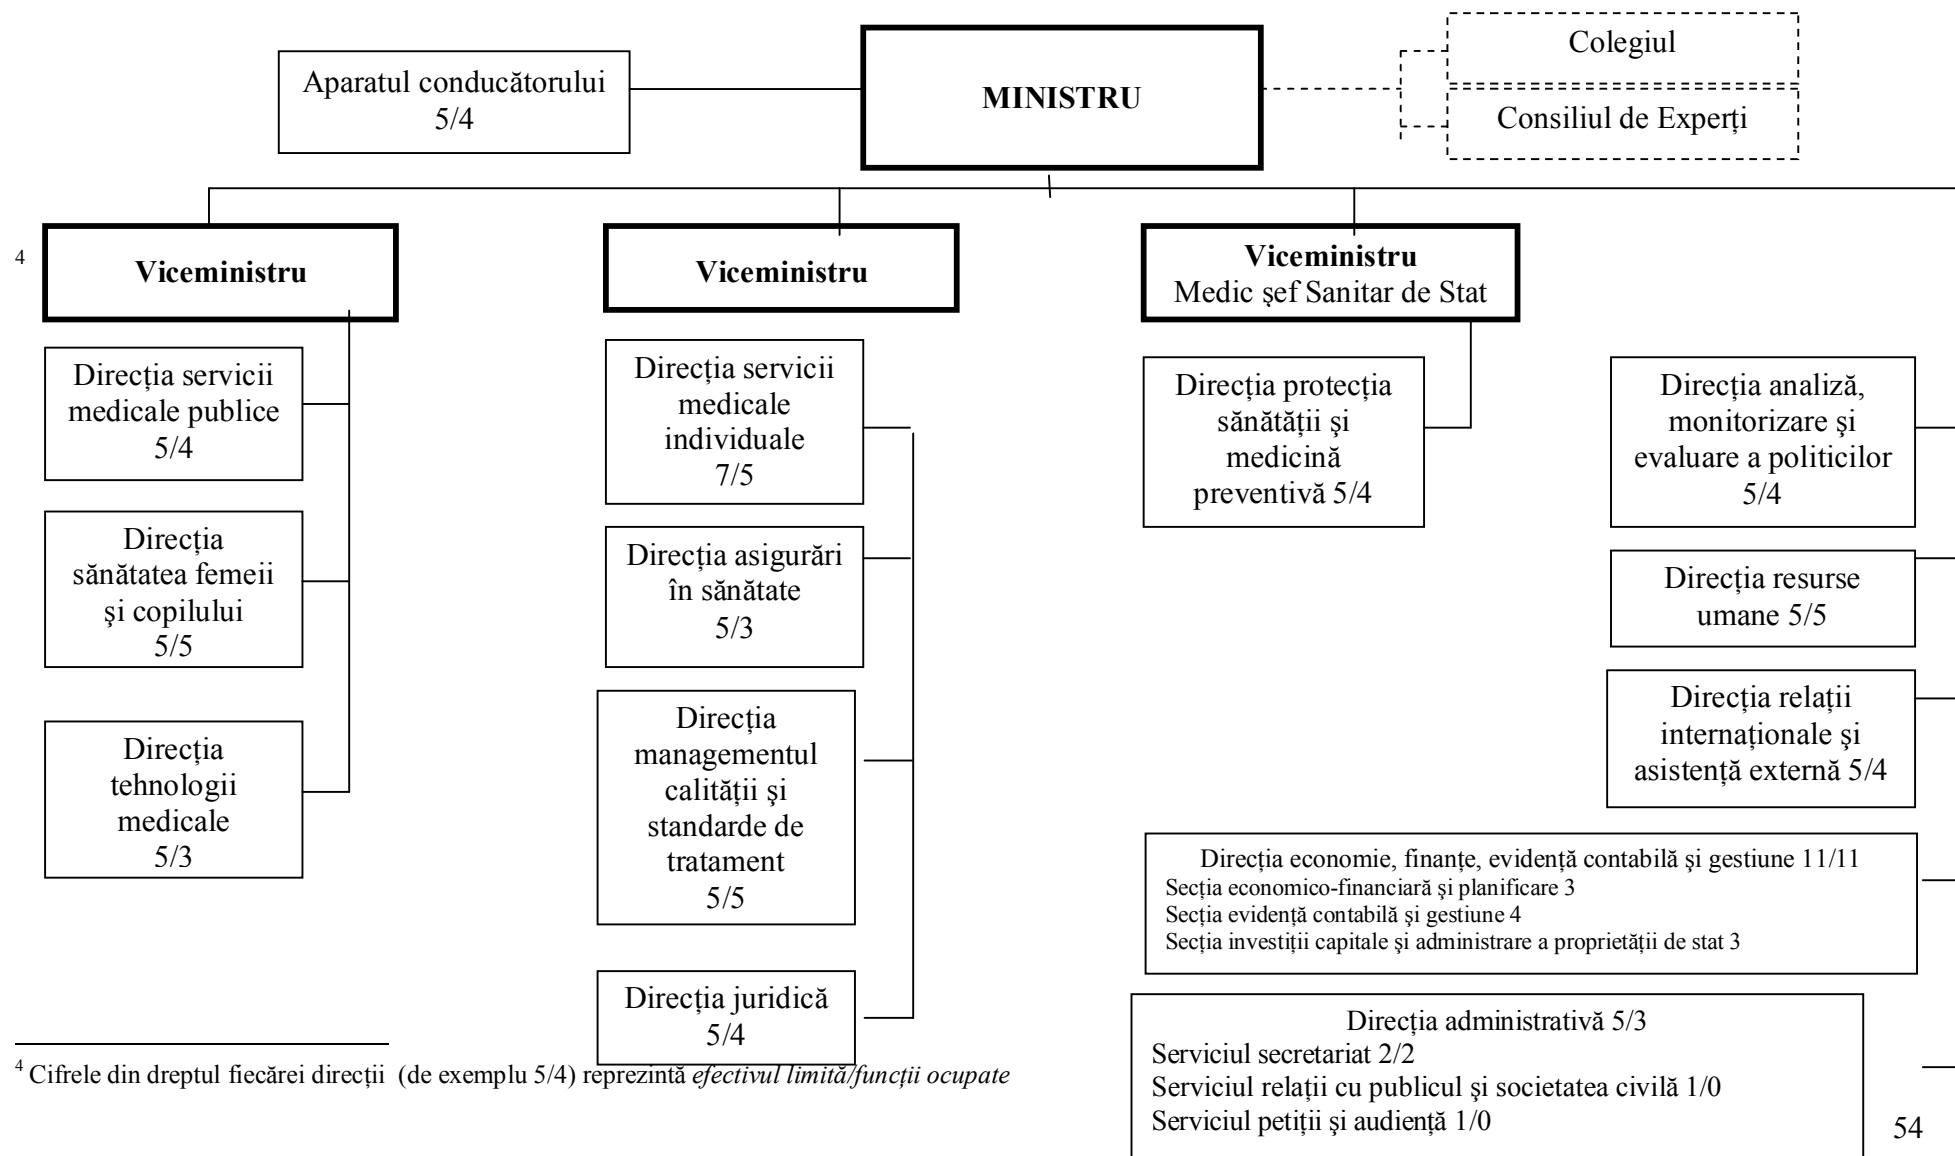 Aparatul conducătorului
5/4
MINISTRU
Colegiul
Consiliul de Experți
4
Viceministru
Viceministru
Viceministru
Medic şef Sanitar de Stat
Direcția servicii
medicale publice
5/4
Direcția
sănătatea femeii
şi copilului
5/5
Direcția
tehnologii
medicale
5/3
Direcția servicii
medicale
individuale
7/5
Direcția asigurări
în sănătate
5/3
Direcția
managementul
calității şi
standarde de
tratament
5/5
Direcția juridică
5/4
Direcția protecția
sănătății şi
medicină
preventivă 5/4
Direcția analiză,
monitorizare şi
evaluare a politicilor
5/4
Direcția resurse
umane 5/5
Direcția relații
internaționale şi
asistență externă 5/4
Direcția economie, finanțe, evidență contabilă şi gestiune 11/11
Secția economico-financiară şi planificare 3
Secția evidență contabilă şi gestiune 4
Secția investiții capitale şi administrare a proprietății de stat 3
Direcția administrativă 5/3
Serviciul secretariat 2/2
Serviciul relații cu publicul şi societatea civilă 1/0
Serviciul petiții şi audiență 1/0
4 Cifrele din dreptul fiecărei direcții (de exemplu 5/4) reprezintă efectivul limită/funcții ocupate
54